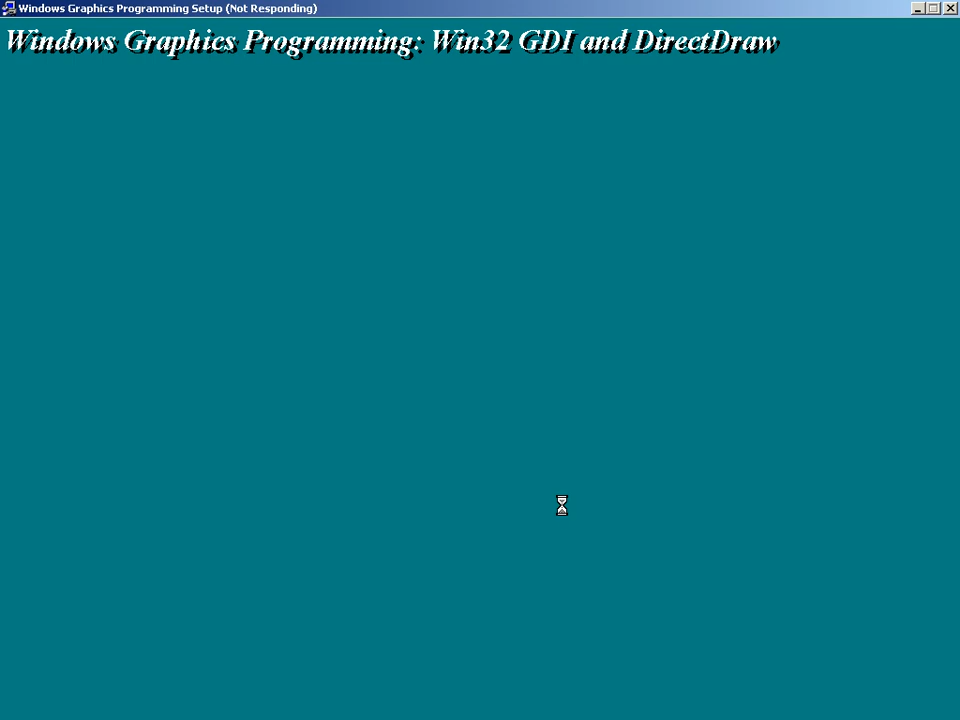 Windows Graphics Programming Setup (Not Responding)
Windows Graphics Programming: Win32 GDI and DirectDraw